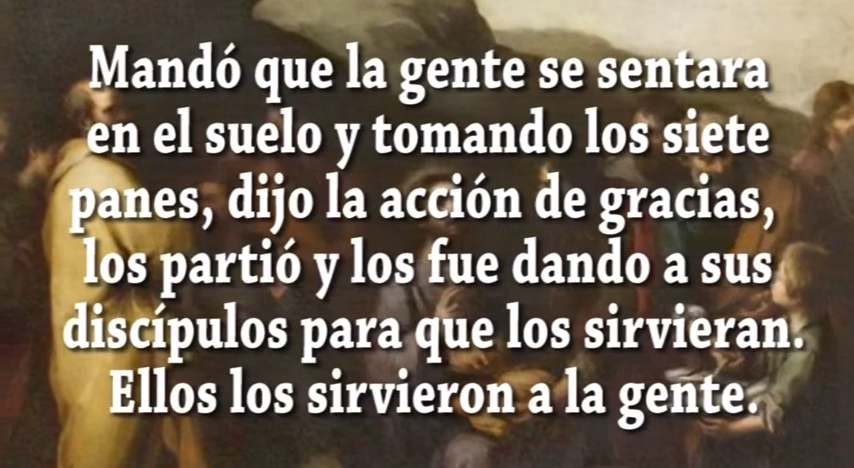 Mandó que la gente se sentara
en el suelo y tomando los siete
panes, dijo la acción de gracias,
los partió y los fue dando a sus
discípulos para que los sirvieran.
Ellos los sirvieron a la gente.